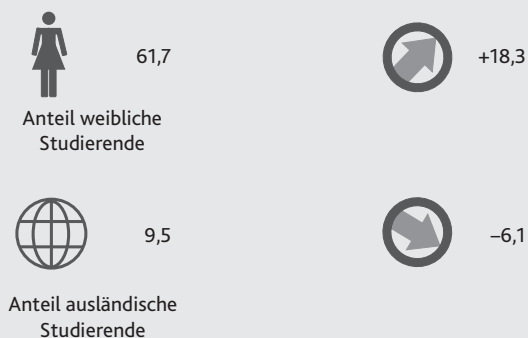 61,7 +18,3
Anteil weibliche
Studierende
9,5 –6,1
Anteil ausländische
Studierende